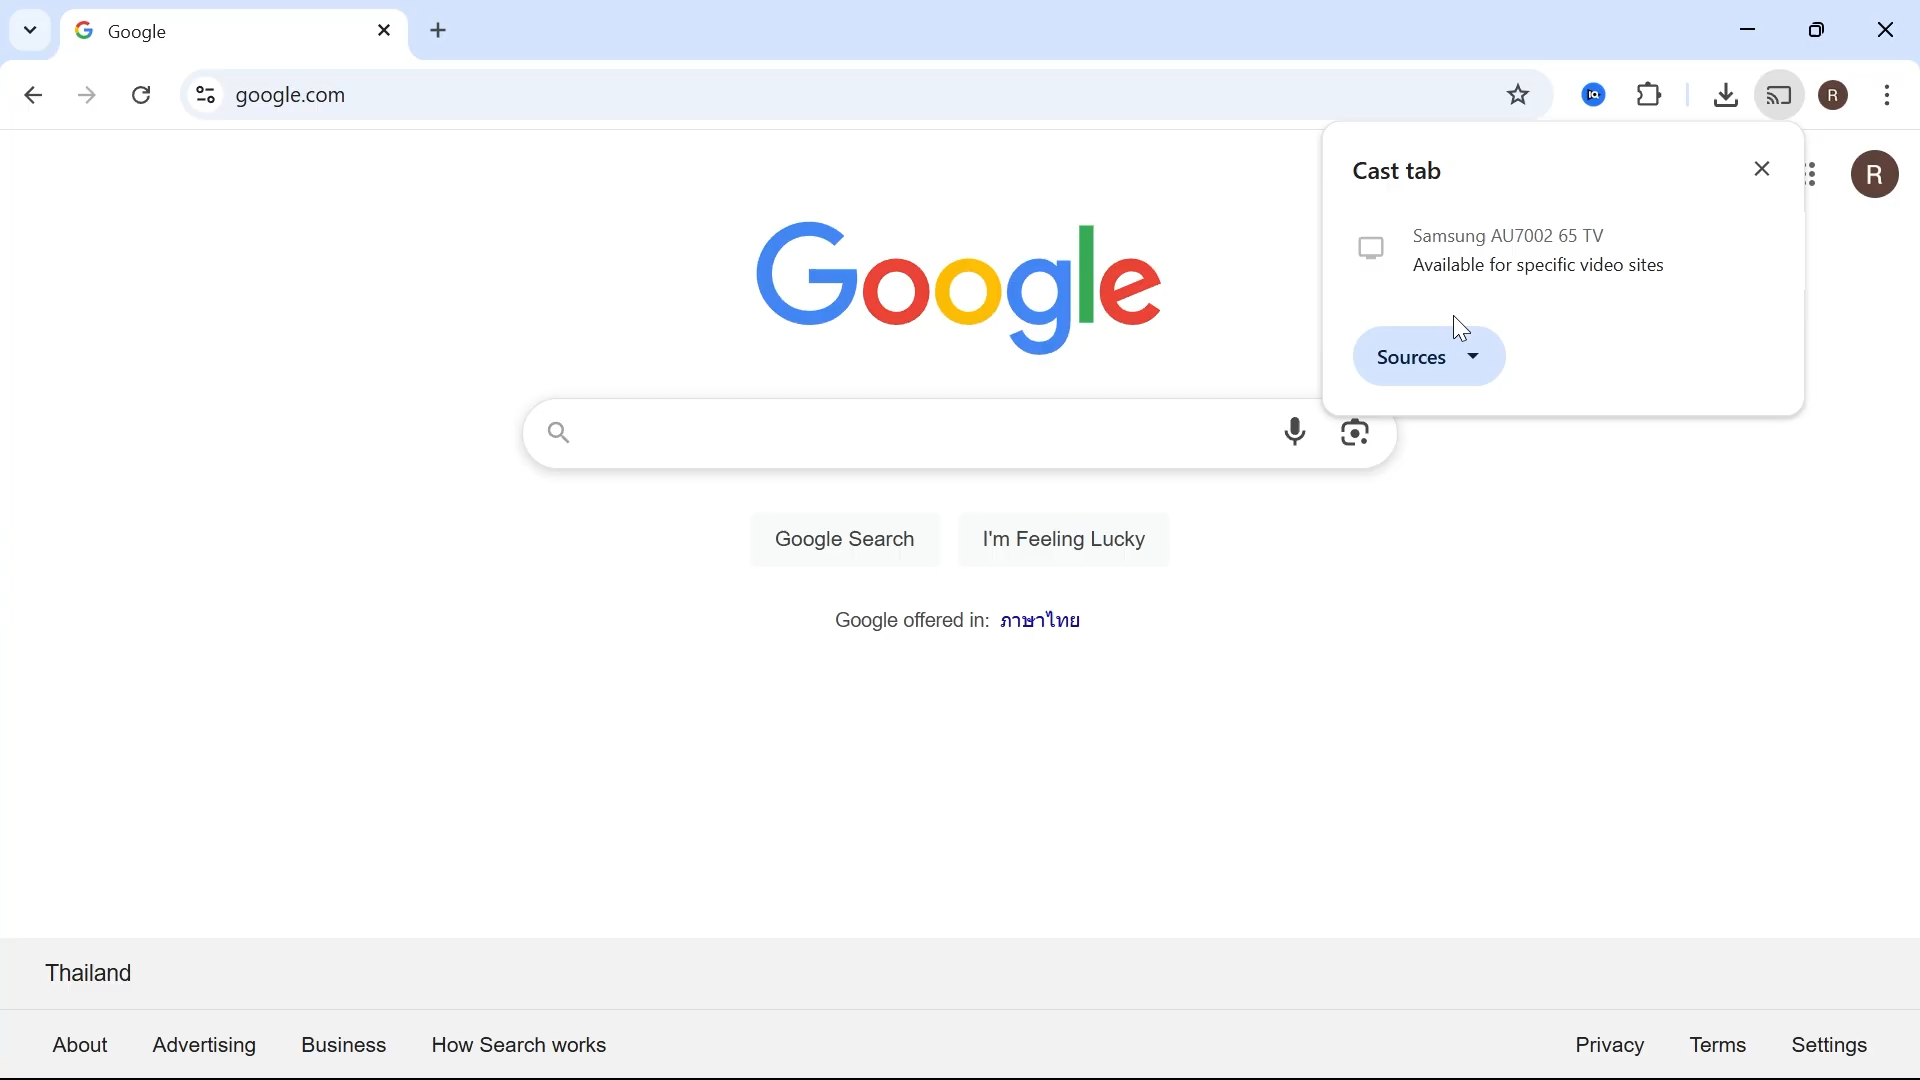 Google
google.com
R
Cast tab
R
Samsung AU7002 65 TV
Available for specific video sites
Google
Sources
Google Search
I'm Feeling Lucky
Google offered in: ภาษาไทย
Thailand
About Advertising Business How Search works Privacy Terms Settings